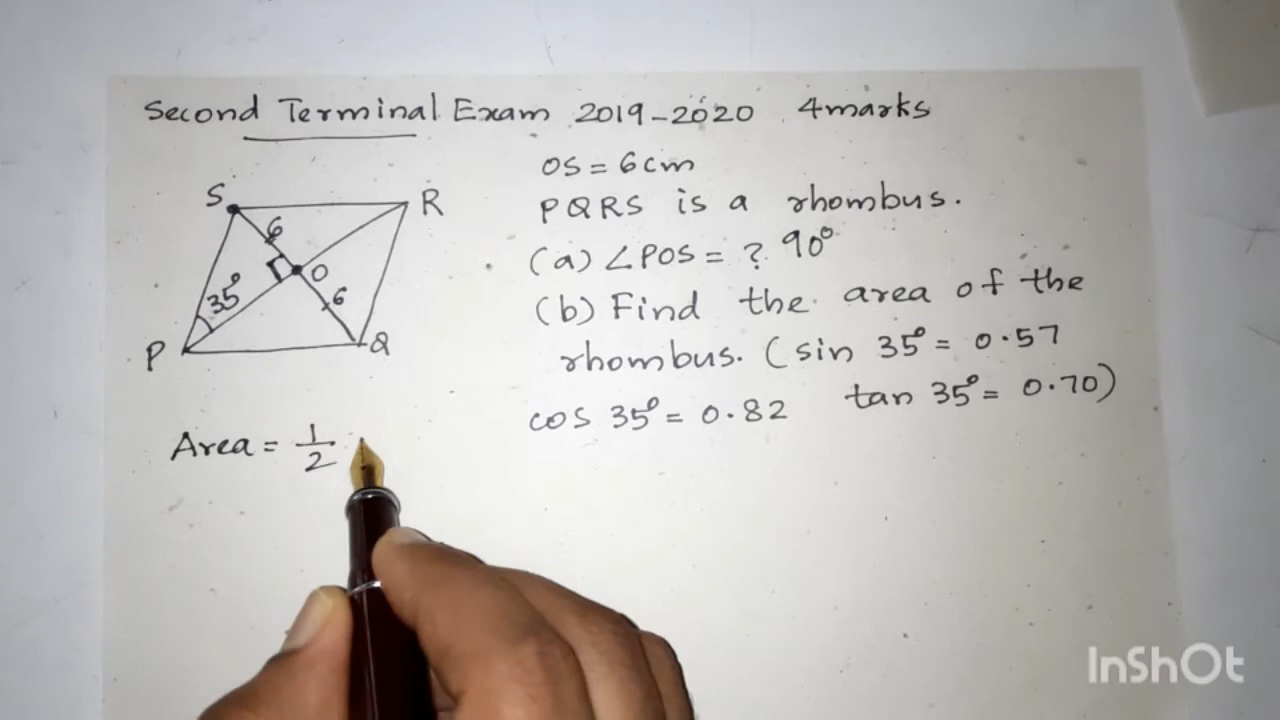 Second Terminal Exam 2019-2020 4marks
OS = 6cm
PQRS is a rhombus.
(a) ∠POS = ? 90°
(b) Find the area of the
rhombus. (sin 35° = 0.57
cos 35° = 0.82 tan 35° = 0.70)
S R
6
O
35° 6
P Q
Area = 1/2
InShOt